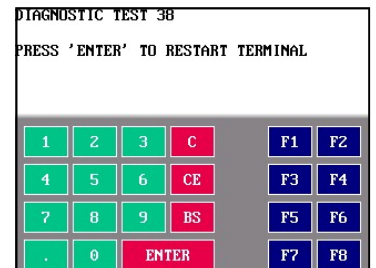 DIAGNOSTIC TEST 38
PRESS 'ENTER' TO RESTART TERMINAL
1 2 3 C F1 F2
4 5 6 CE F3 F4
7 8 9 BS F5 F6
. 0 ENTER F7 F8